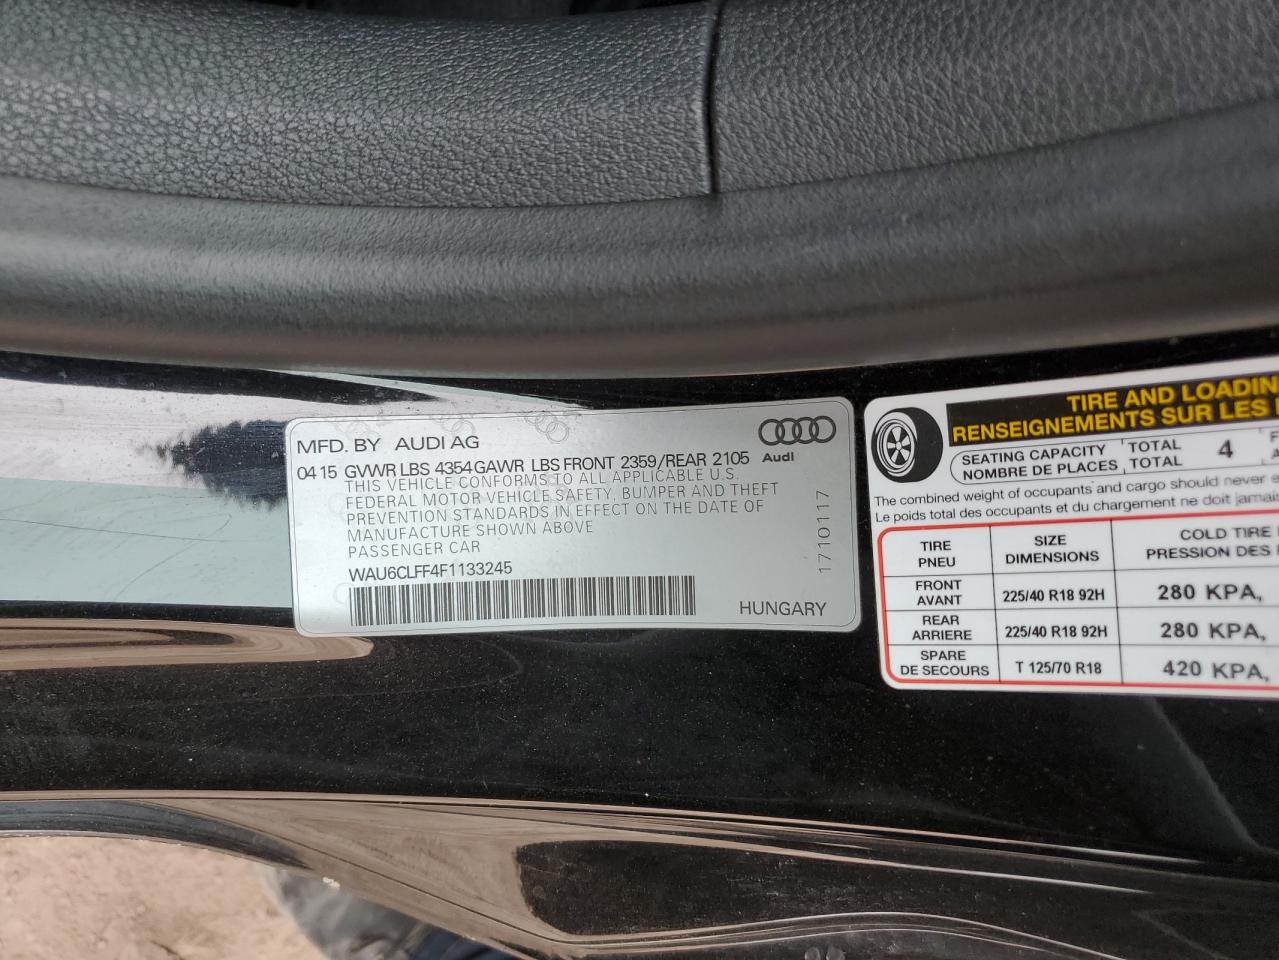 MFD. BY AUDI AG
04 15 GVWR LBS 4354 GAWR LBS FRONT 2359/REAR 2105
THIS VEHICLE CONFORMS TO ALL APPLICABLE U.S.
FEDERAL MOTOR VEHICLE SAFETY, BUMPER AND THEFT
PREVENTION STANDARDS IN EFFECT ON THE DATE OF
MANUFACTURE SHOWN ABOVE
PASSENGER CAR
WAU6CLFF4F1133245
HUNGARY
Audi
1710117
TIRE AND LOADIN
RENSEIGNEMENTS SUR LES
SEATING CAPACITY TOTAL 4
NOMBRE DE PLACES TOTAL
The combined weight of occupants and cargo should never
Le poids total des occupants et du chargement ne doit jamais
TIRE SIZE COLD TIRE
PNEU DIMENSIONS PRESSION DES
FRONT
AVANT 225/40 R18 92H 280 KPA,
REAR
ARRIERE 225/40 R18 92H 280 KPA,
SPARE
DE SECOURS T 125/70 R18 420 KPA,